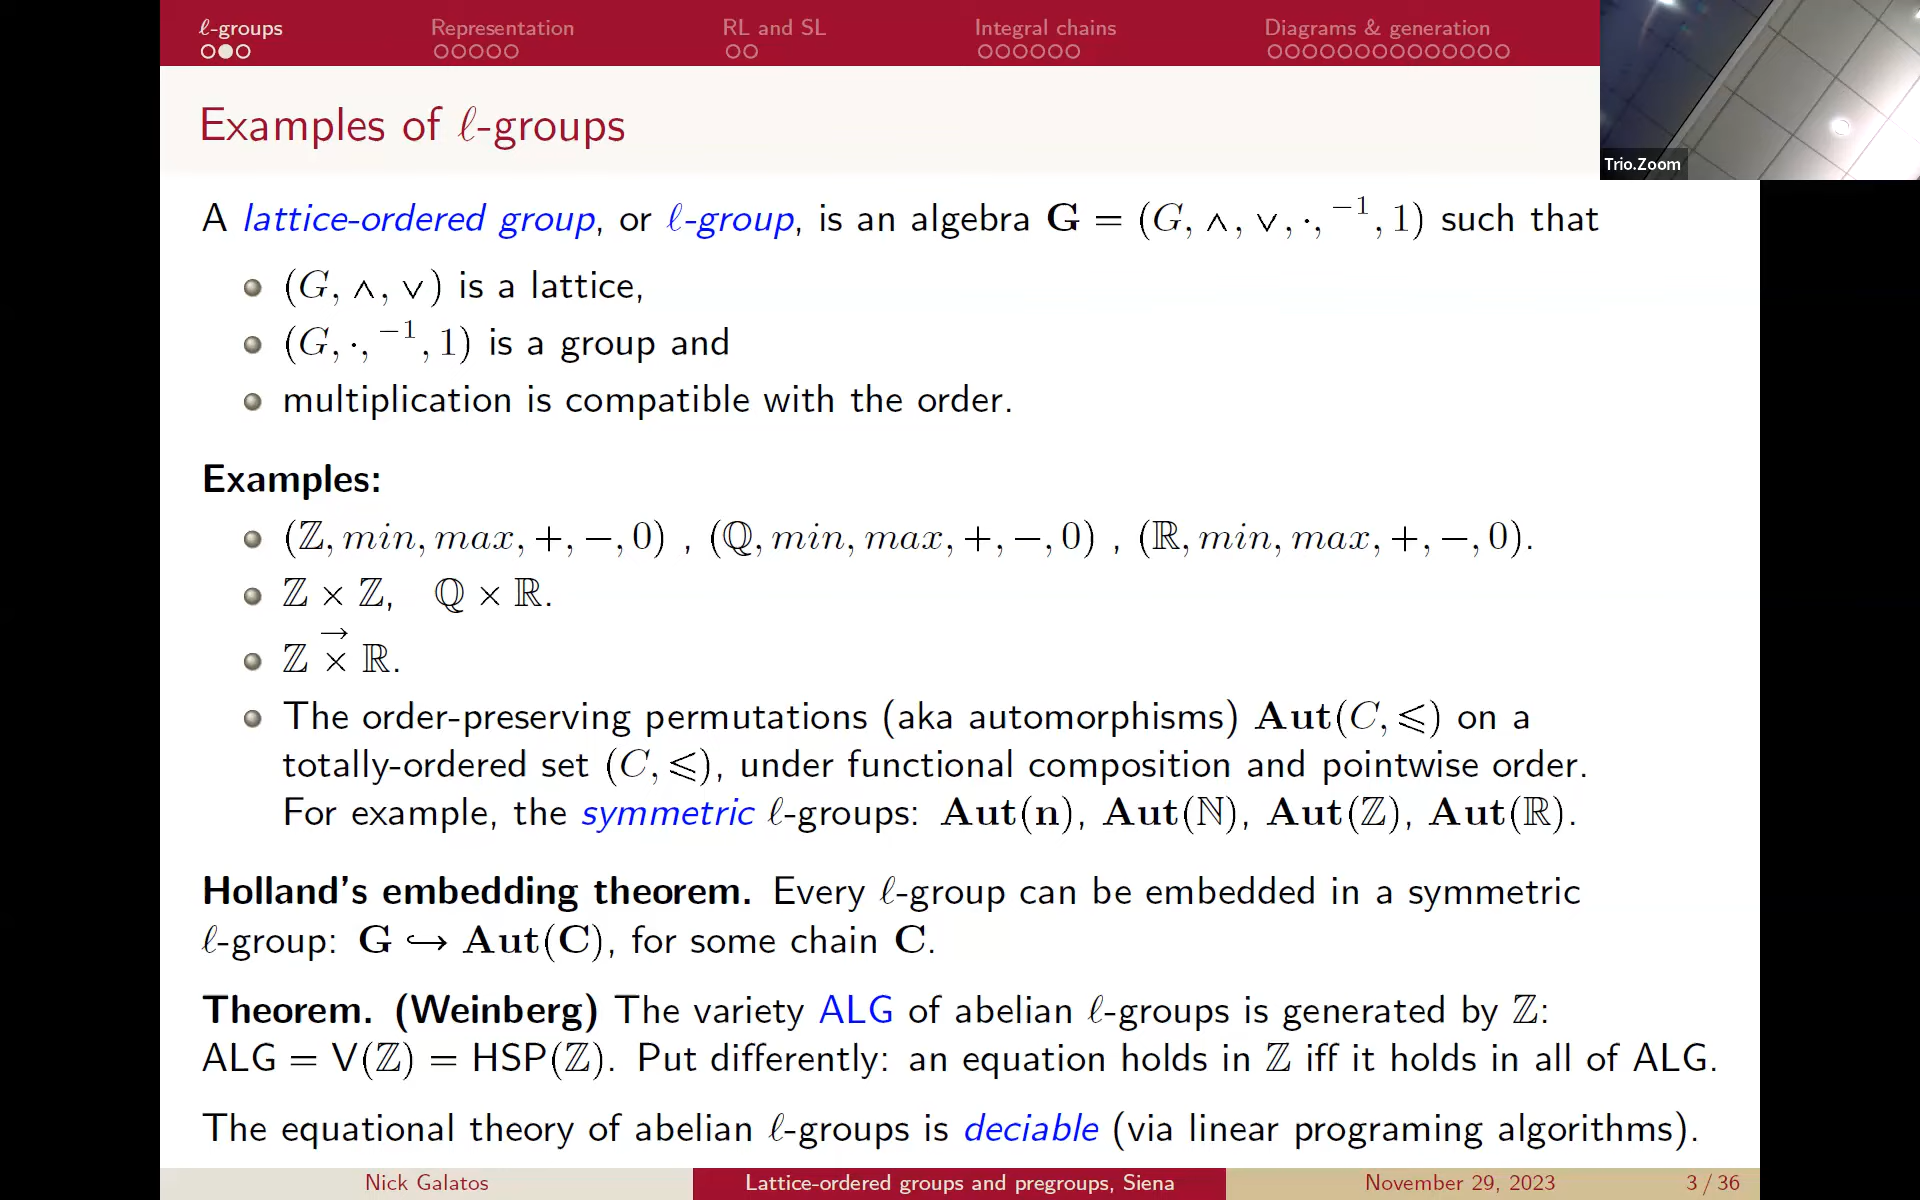 ℓ-groups Representation RL and SL Integral chains Diagrams & generation
Trio.Zoom
Examples of ℓ-groups
A lattice-ordered group, or ℓ-group, is an algebra G = (G, ∧, ∨, ·, ⁻¹, 1) such that
(G, ∧, ∨) is a lattice,
(G, ·, ⁻¹, 1) is a group and
multiplication is compatible with the order.
Examples:
(ℤ, min, max, +, −, 0) , (ℚ, min, max, +, −, 0) , (ℝ, min, max, +, −, 0).
ℤ × ℤ, ℚ × ℝ.
ℤ ×⃗ ℝ.
The order-preserving permutations (aka automorphisms) Aut(C, ⩽) on a
totally-ordered set (C, ⩽), under functional composition and pointwise order.
For example, the symmetric ℓ-groups: Aut(n), Aut(ℕ), Aut(ℤ), Aut(ℝ).
Holland's embedding theorem. Every ℓ-group can be embedded in a symmetric
ℓ-group: G ↪ Aut(C), for some chain C.
Theorem. (Weinberg) The variety ALG of abelian ℓ-groups is generated by ℤ:
ALG = V(ℤ) = HSP(ℤ). Put differently: an equation holds in ℤ iff it holds in all of ALG.
The equational theory of abelian ℓ-groups is deciable (via linear programing algorithms).
Nick Galatos Lattice-ordered groups and pregroups, Siena November 29, 2023 3 / 36